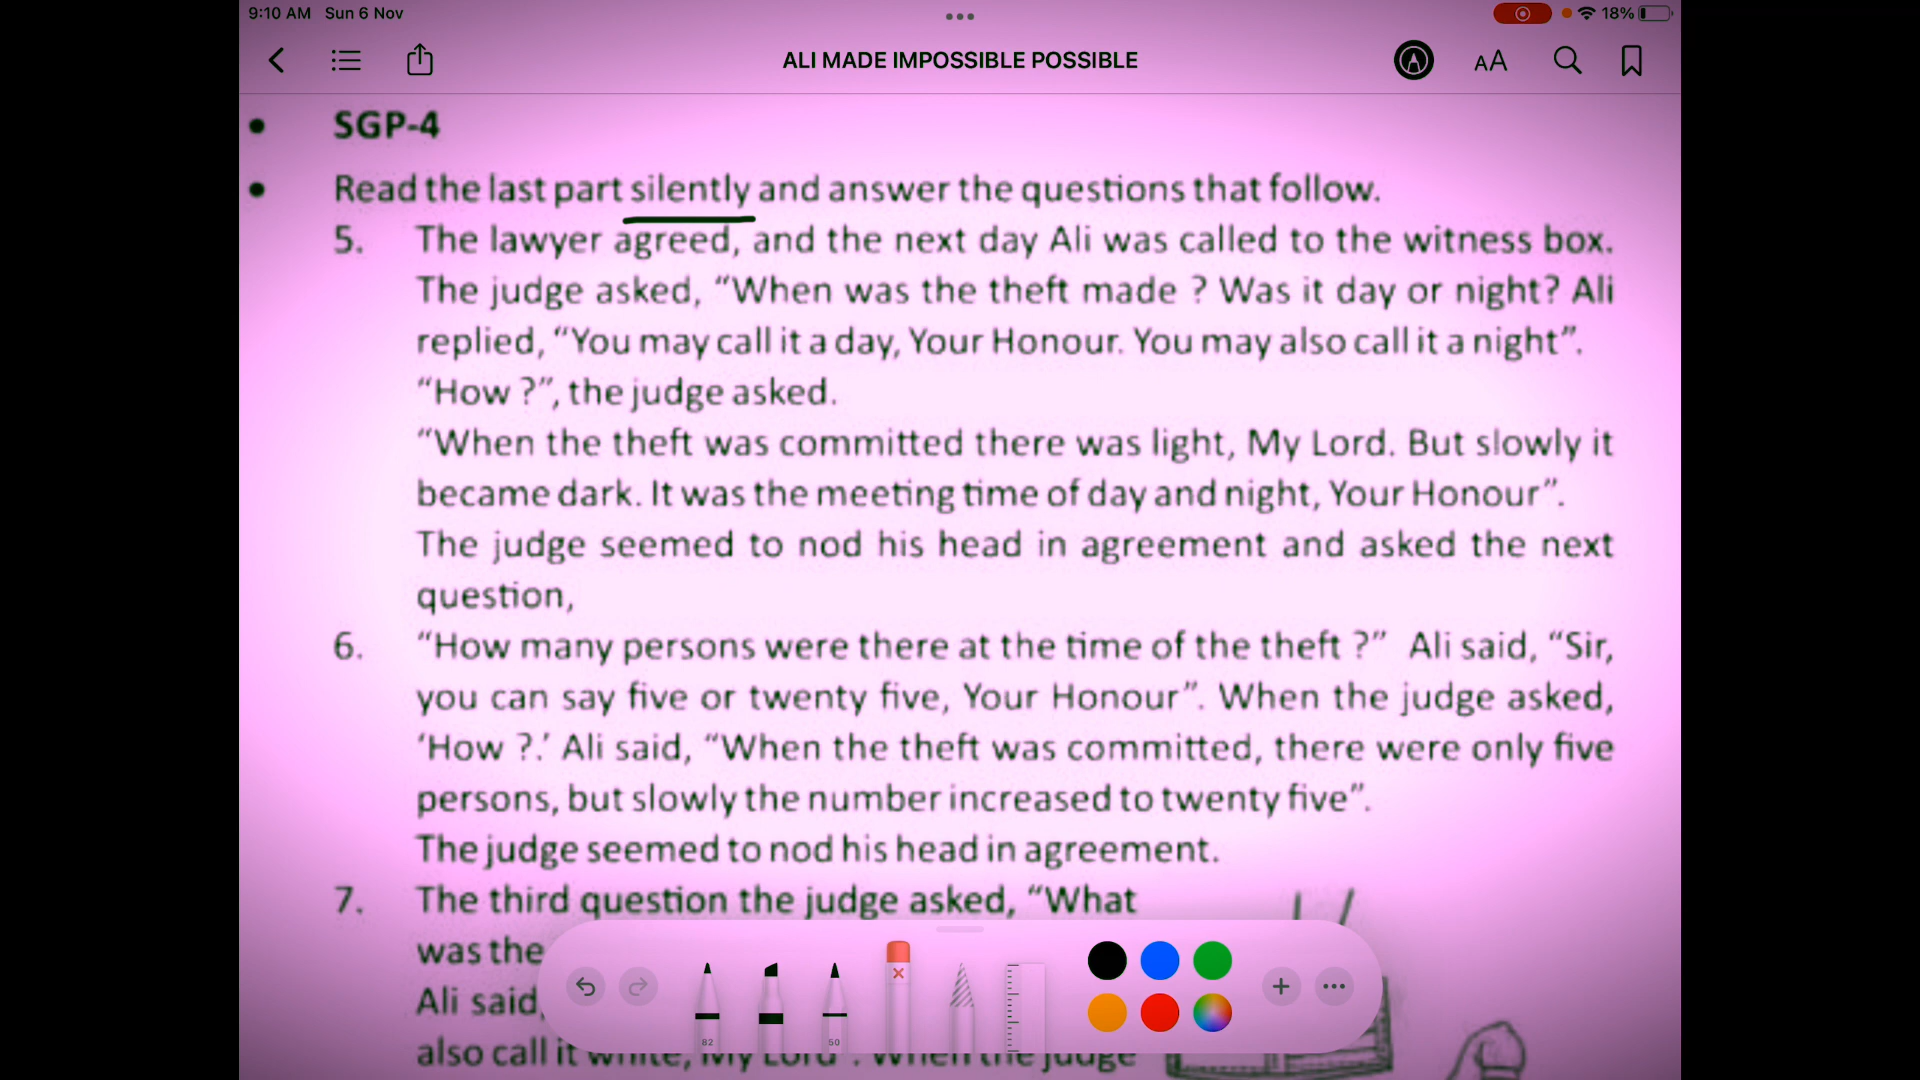 9:10 AM Sun 6 Nov
18%
ALI MADE IMPOSSIBLE POSSIBLE
AA
• SGP-4
• Read the last part silently and answer the questions that follow.
5. The lawyer agreed, and the next day Ali was called to the witness box.
The judge asked, “When was the theft made ? Was it day or night? Ali
replied, “You may call it a day, Your Honour. You may also call it a night”.
“How ?”, the judge asked.
“When the theft was committed there was light, My Lord. But slowly it
became dark. It was the meeting time of day and night, Your Honour”.
The judge seemed to nod his head in agreement and asked the next
question,
6. “How many persons were there at the time of the theft ?” Ali said, “Sir,
you can say five or twenty five, Your Honour”. When the judge asked,
‘How ?.’ Ali said, “When the theft was committed, there were only five
persons, but slowly the number increased to twenty five”.
The judge seemed to nod his head in agreement.
7. The third question the judge asked, “What
was the
Ali said,
also call it white, My Lord”. When the judge
82
50